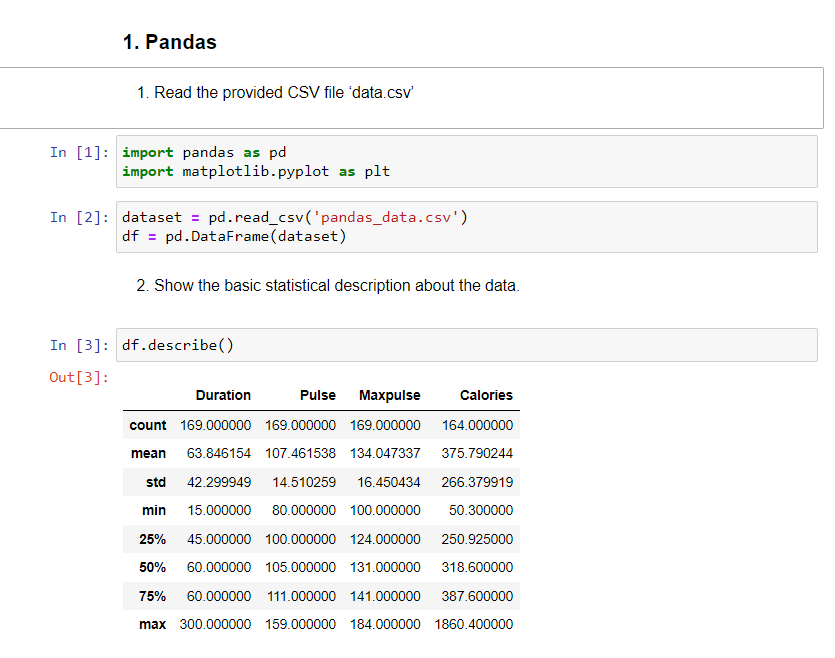 1. Pandas
1. Read the provided CSV file ‘data.csv’
In [1]: import pandas as pd
import matplotlib.pyplot as plt
In [2]: dataset = pd.read_csv('pandas_data.csv')
df = pd.DataFrame(dataset)
2. Show the basic statistical description about the data.
In [3]: df.describe()
Out[3]:
Duration Pulse Maxpulse Calories
count 169.000000 169.000000 169.000000 164.000000
mean 63.846154 107.461538 134.047337 375.790244
std 42.299949 14.510259 16.450434 266.379919
min 15.000000 80.000000 100.000000 50.300000
25% 45.000000 100.000000 124.000000 250.925000
50% 60.000000 105.000000 131.000000 318.600000
75% 60.000000 111.000000 141.000000 387.600000
max 300.000000 159.000000 184.000000 1860.400000